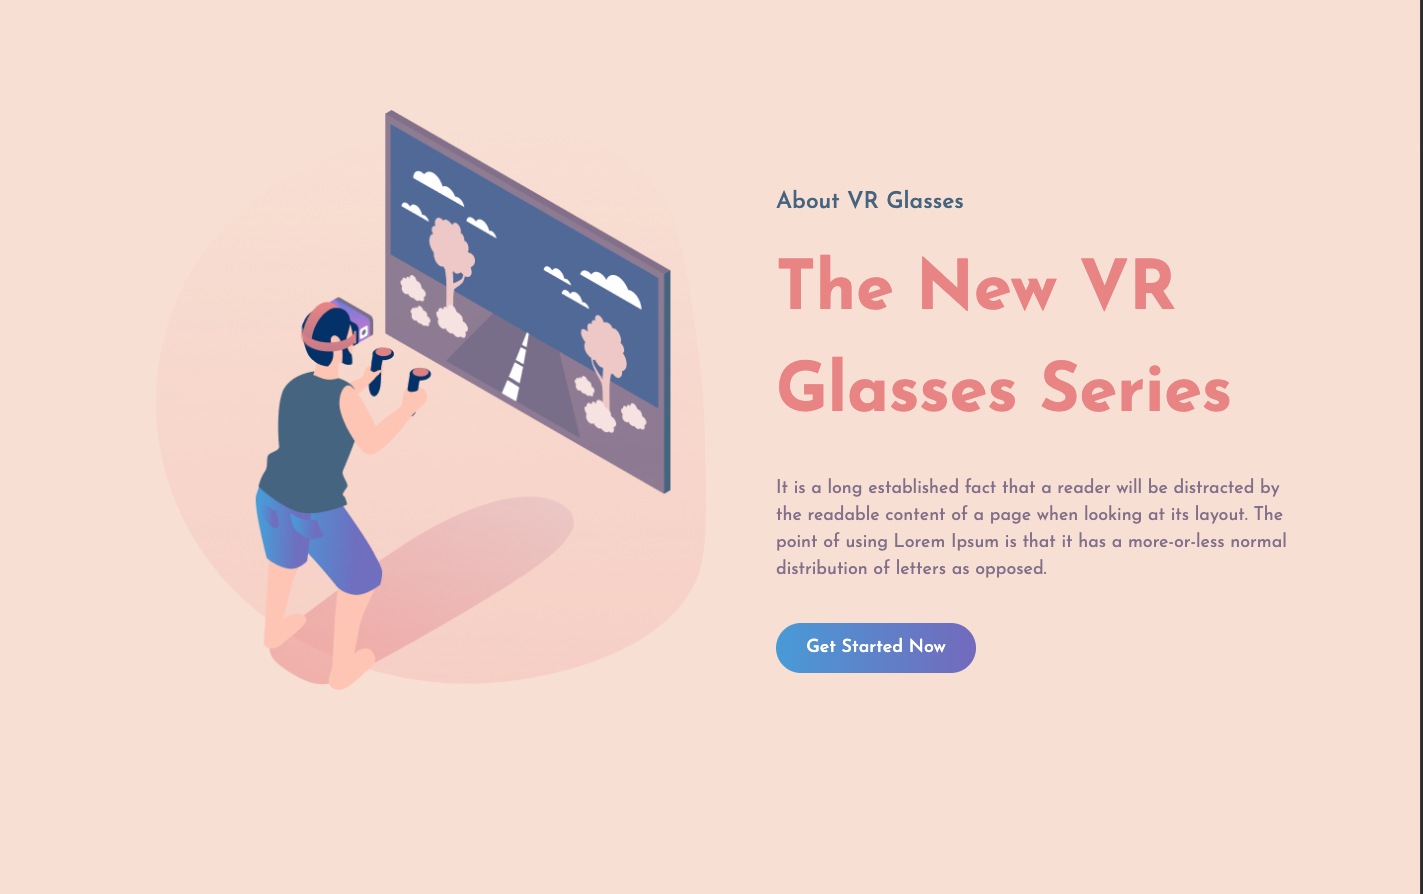 About VR Glasses
The New VR
Glasses Series
It is a long established fact that a reader will be distracted by
the readable content of a page when looking at its layout. The
point of using Lorem Ipsum is that it has a more-or-less normal
distribution of letters as opposed.
Get Started Now